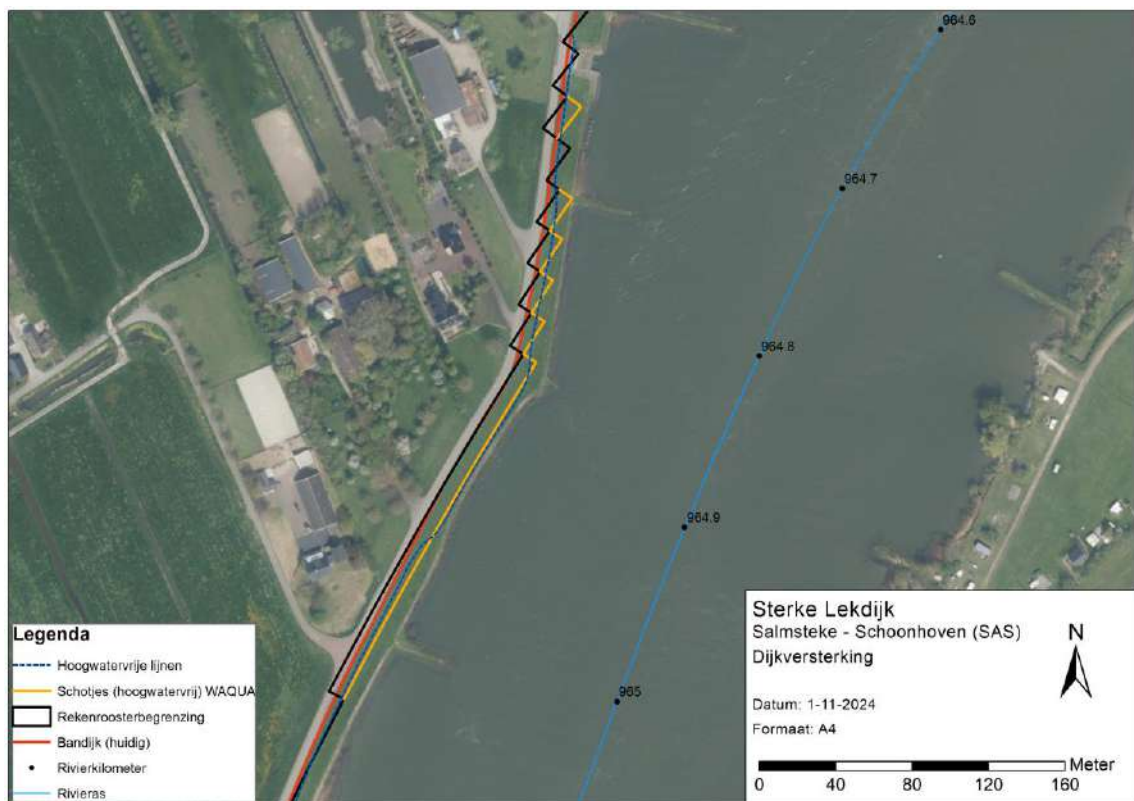 964.6
964.7
964.8
964.9
965
Legenda
Hoogwatervrije lijnen
Schotjes (hoogwatervrij) WAQUA
Rekenroosterbegrenzing
Bandijk (huidig)
Rivierkilometer
Rivieras
Sterke Lekdijk
Salmsteke - Schoonhoven (SAS)
Dijkversterking
N
Datum: 1-11-2024
Formaat: A4
Meter
0 40 80 120 160